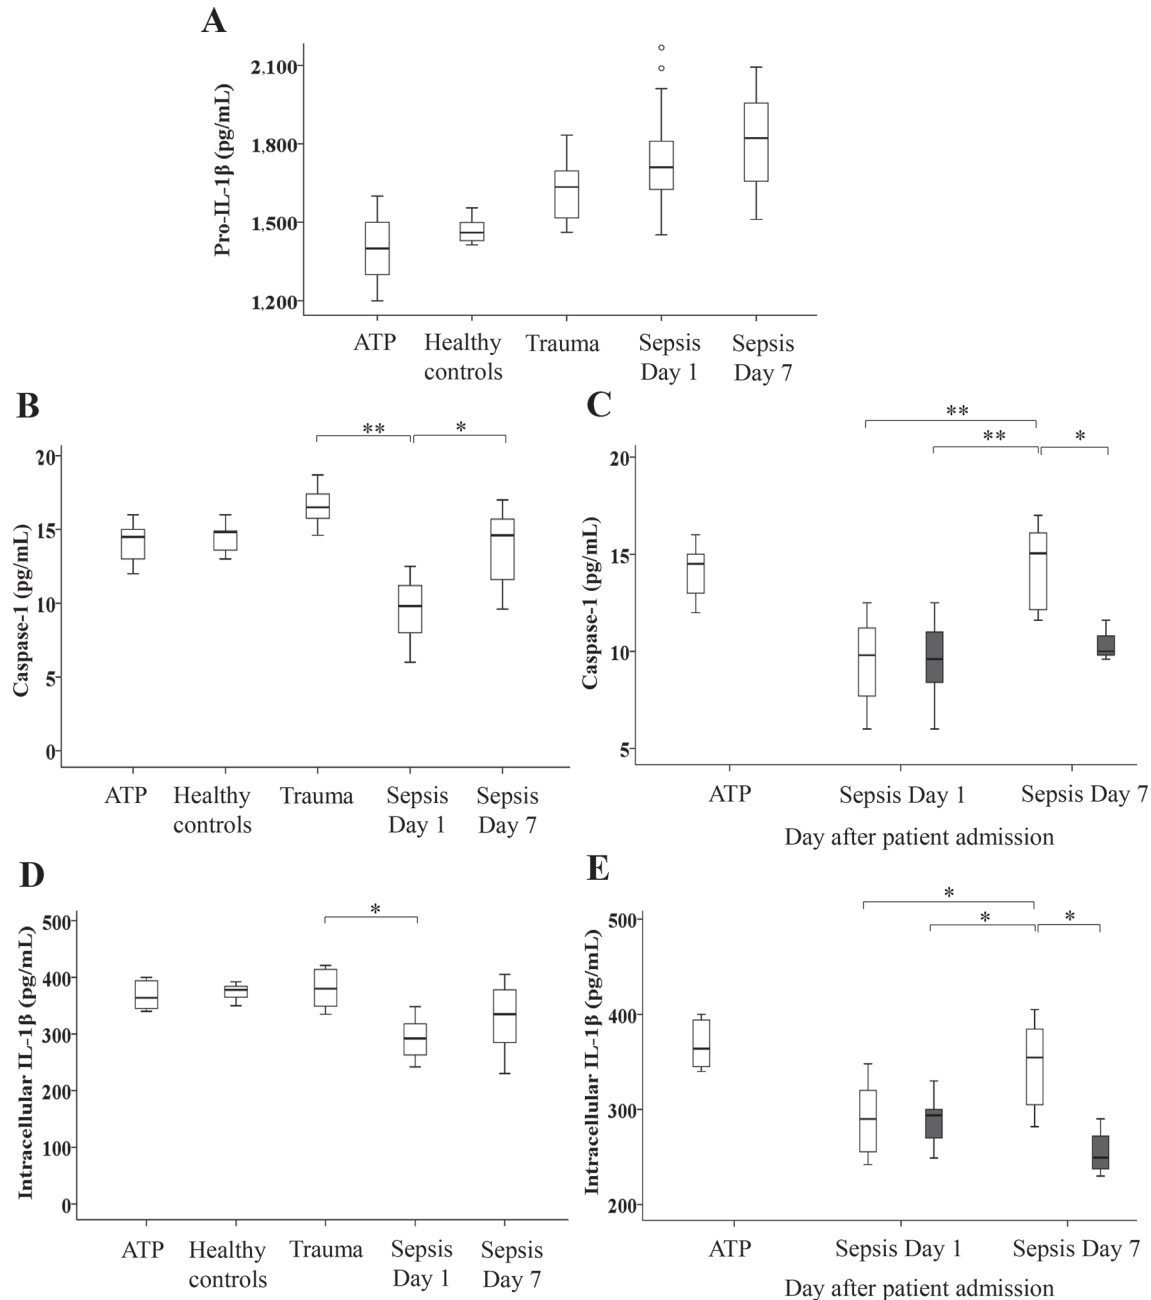 A
Pro-IL-1β (pg/mL)
2,100
1,800
1,500
1,200
ATP
Healthy controls
Trauma
Sepsis Day 1
Sepsis Day 7
B
Caspase-1 (pg/mL)
20
15
10
5
0
** *
ATP
Healthy controls
Trauma
Sepsis Day 1
Sepsis Day 7
C
Caspase-1 (pg/mL)
20
15
10
5
**
** *
ATP
Sepsis Day 1
Sepsis Day 7
Day after patient admission
D
Intracellular IL-1β (pg/mL)
500
400
300
200
100
0
*
ATP
Healthy controls
Trauma
Sepsis Day 1
Sepsis Day 7
E
Intracellular IL-1β (pg/mL)
500
400
300
200
*
* *
ATP
Sepsis Day 1
Sepsis Day 7
Day after patient admission